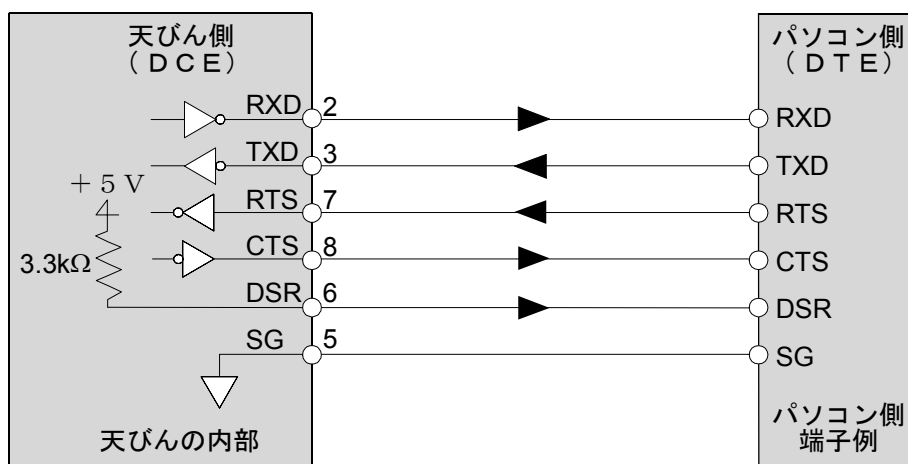 天びん側
(ＤＣＥ)
RXD 2
TXD 3
＋５Ｖ
RTS 7
CTS 8
3.3kΩ
DSR 6
SG 5
天びんの内部
パソコン側
(ＤＴＥ)
RXD
TXD
RTS
CTS
DSR
SG
パソコン側
端子例